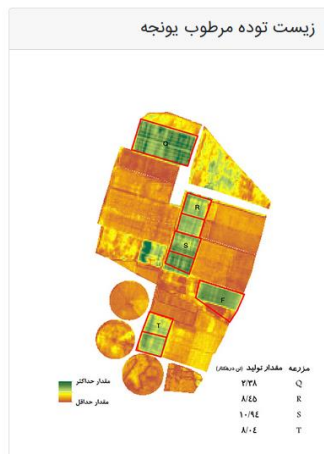 زیست توده مرطوب یونجه
Q
R
S
F
T
مقدار حداکثر
مقدار حداقل
مزرعه مقدار تولید (تن در هکتار)
Q ۲/۳۸
R ۸/۴۵
S ۱۰/۹۴
T ۸/۰۴